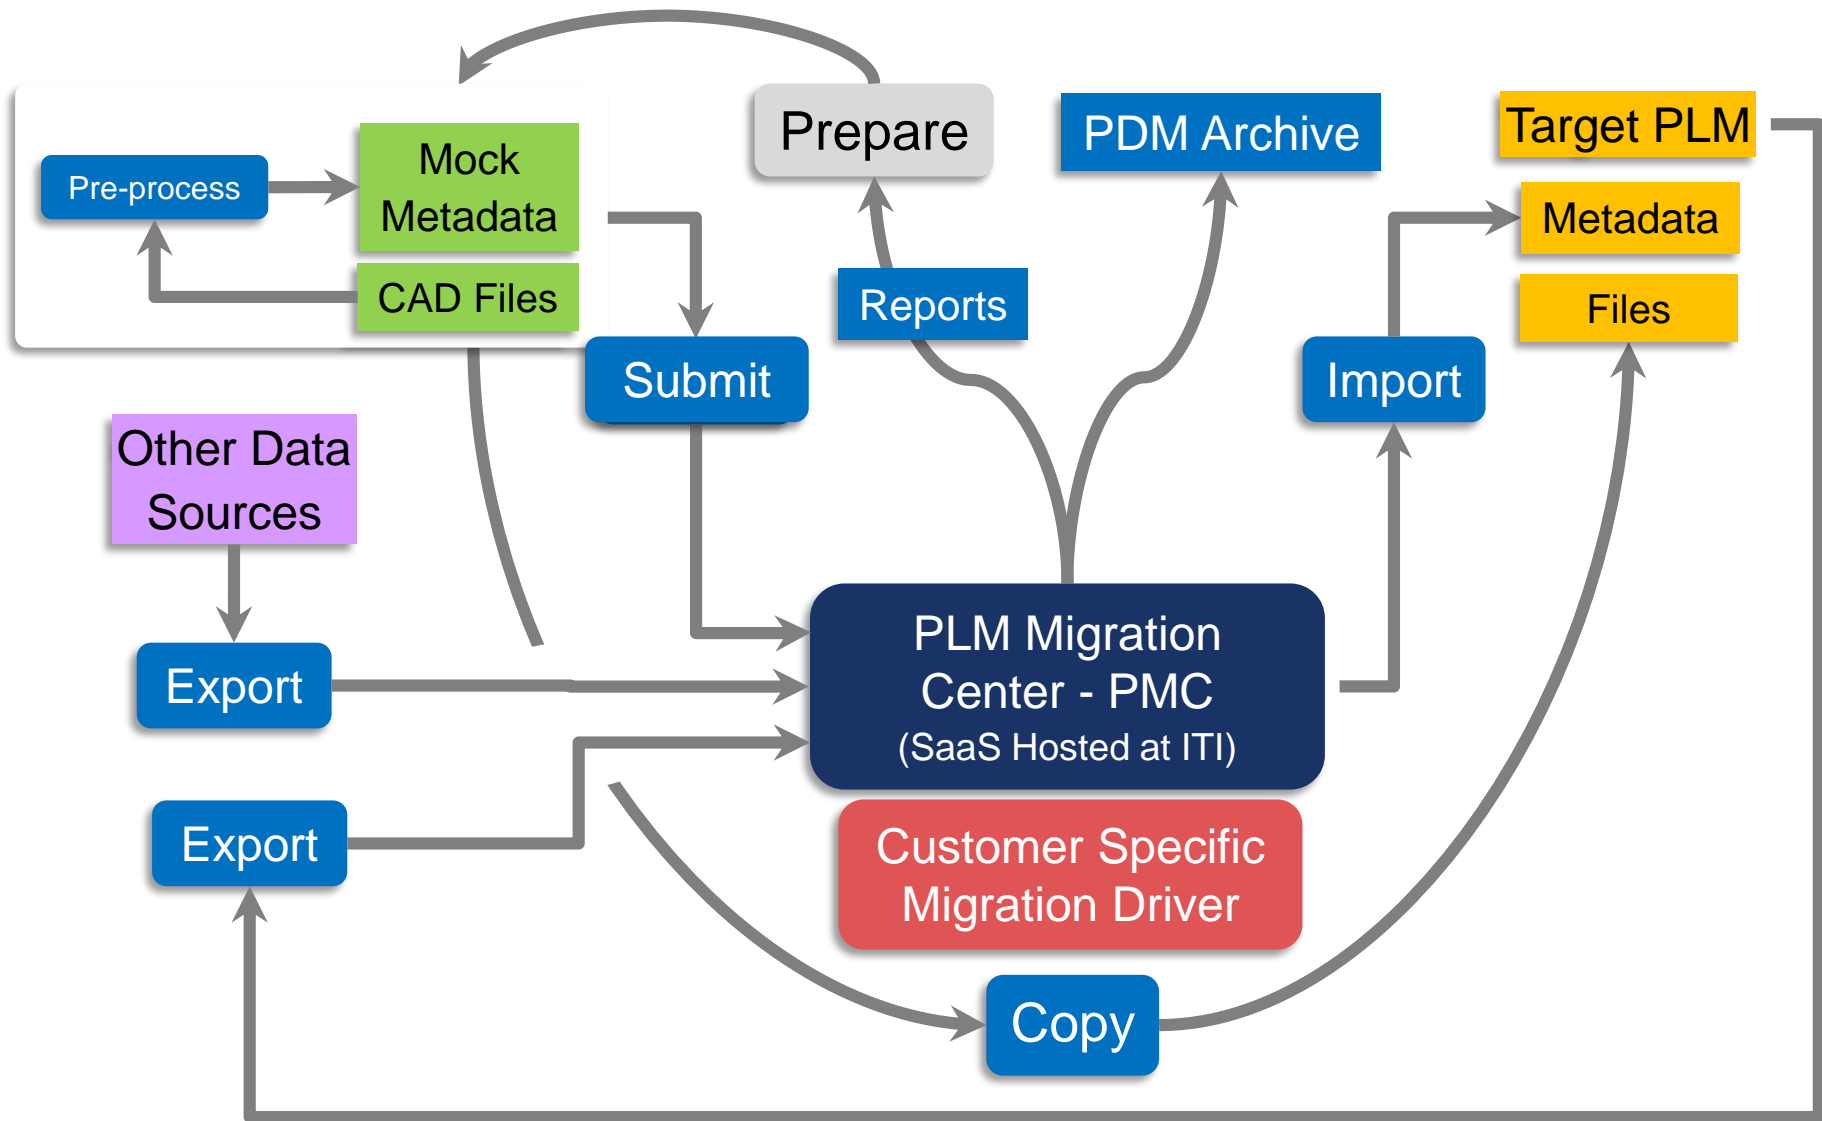 Prepare
PDM Archive
Target PLM
Mock
Metadata
Pre-process
CAD Files
Metadata
Reports
Files
Submit
Import
Other Data
Sources
Export
PLM Migration
Center - PMC
(SaaS Hosted at ITI)
Export
Customer Specific
Migration Driver
Copy